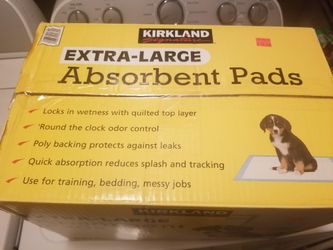 KIRKLAND
Signature
EXTRA-LARGE
Absorbent Pads
• Locks in wetness with quilted top layer
• 'Round the clock odor control
• Poly backing protects against leaks
• Quick absorption reduces splash and tracking
• Use for training, bedding, messy jobs
KIRKLAND